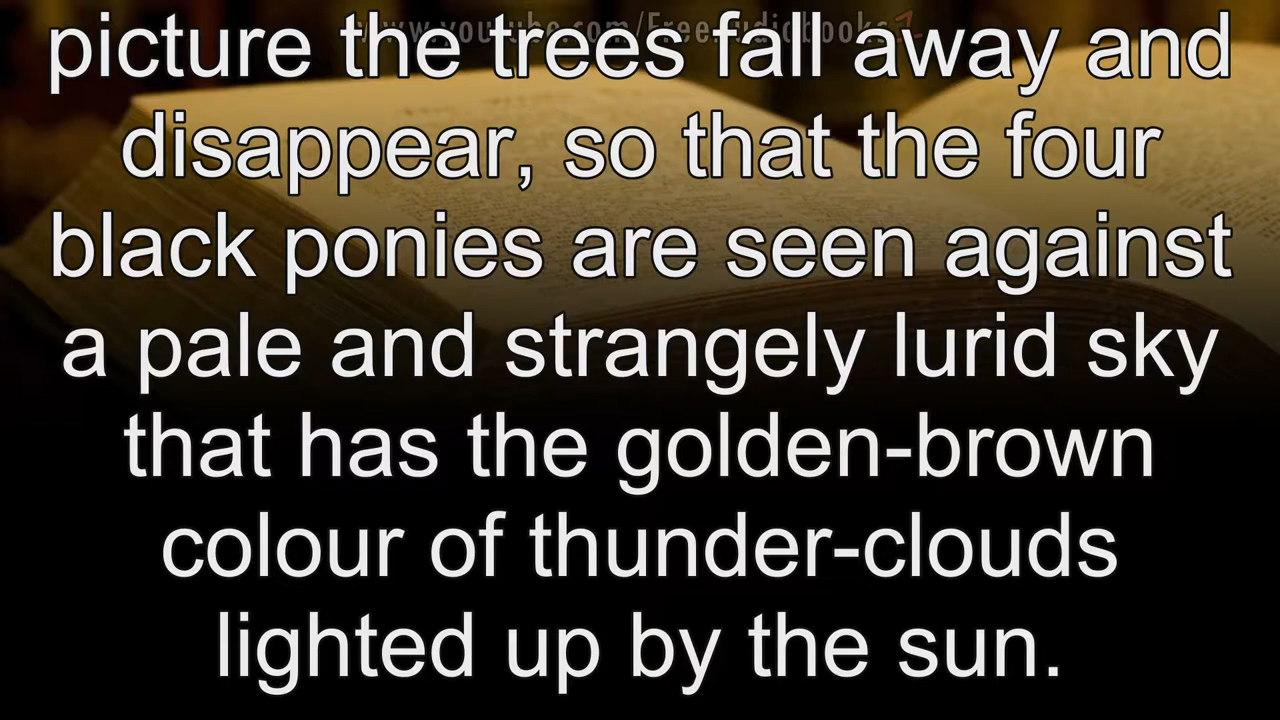 www.youtube.com/FreeAudiobooks
picture the trees fall away and
disappear, so that the four
black ponies are seen against
a pale and strangely lurid sky
that has the golden-brown
colour of thunder-clouds
lighted up by the sun.